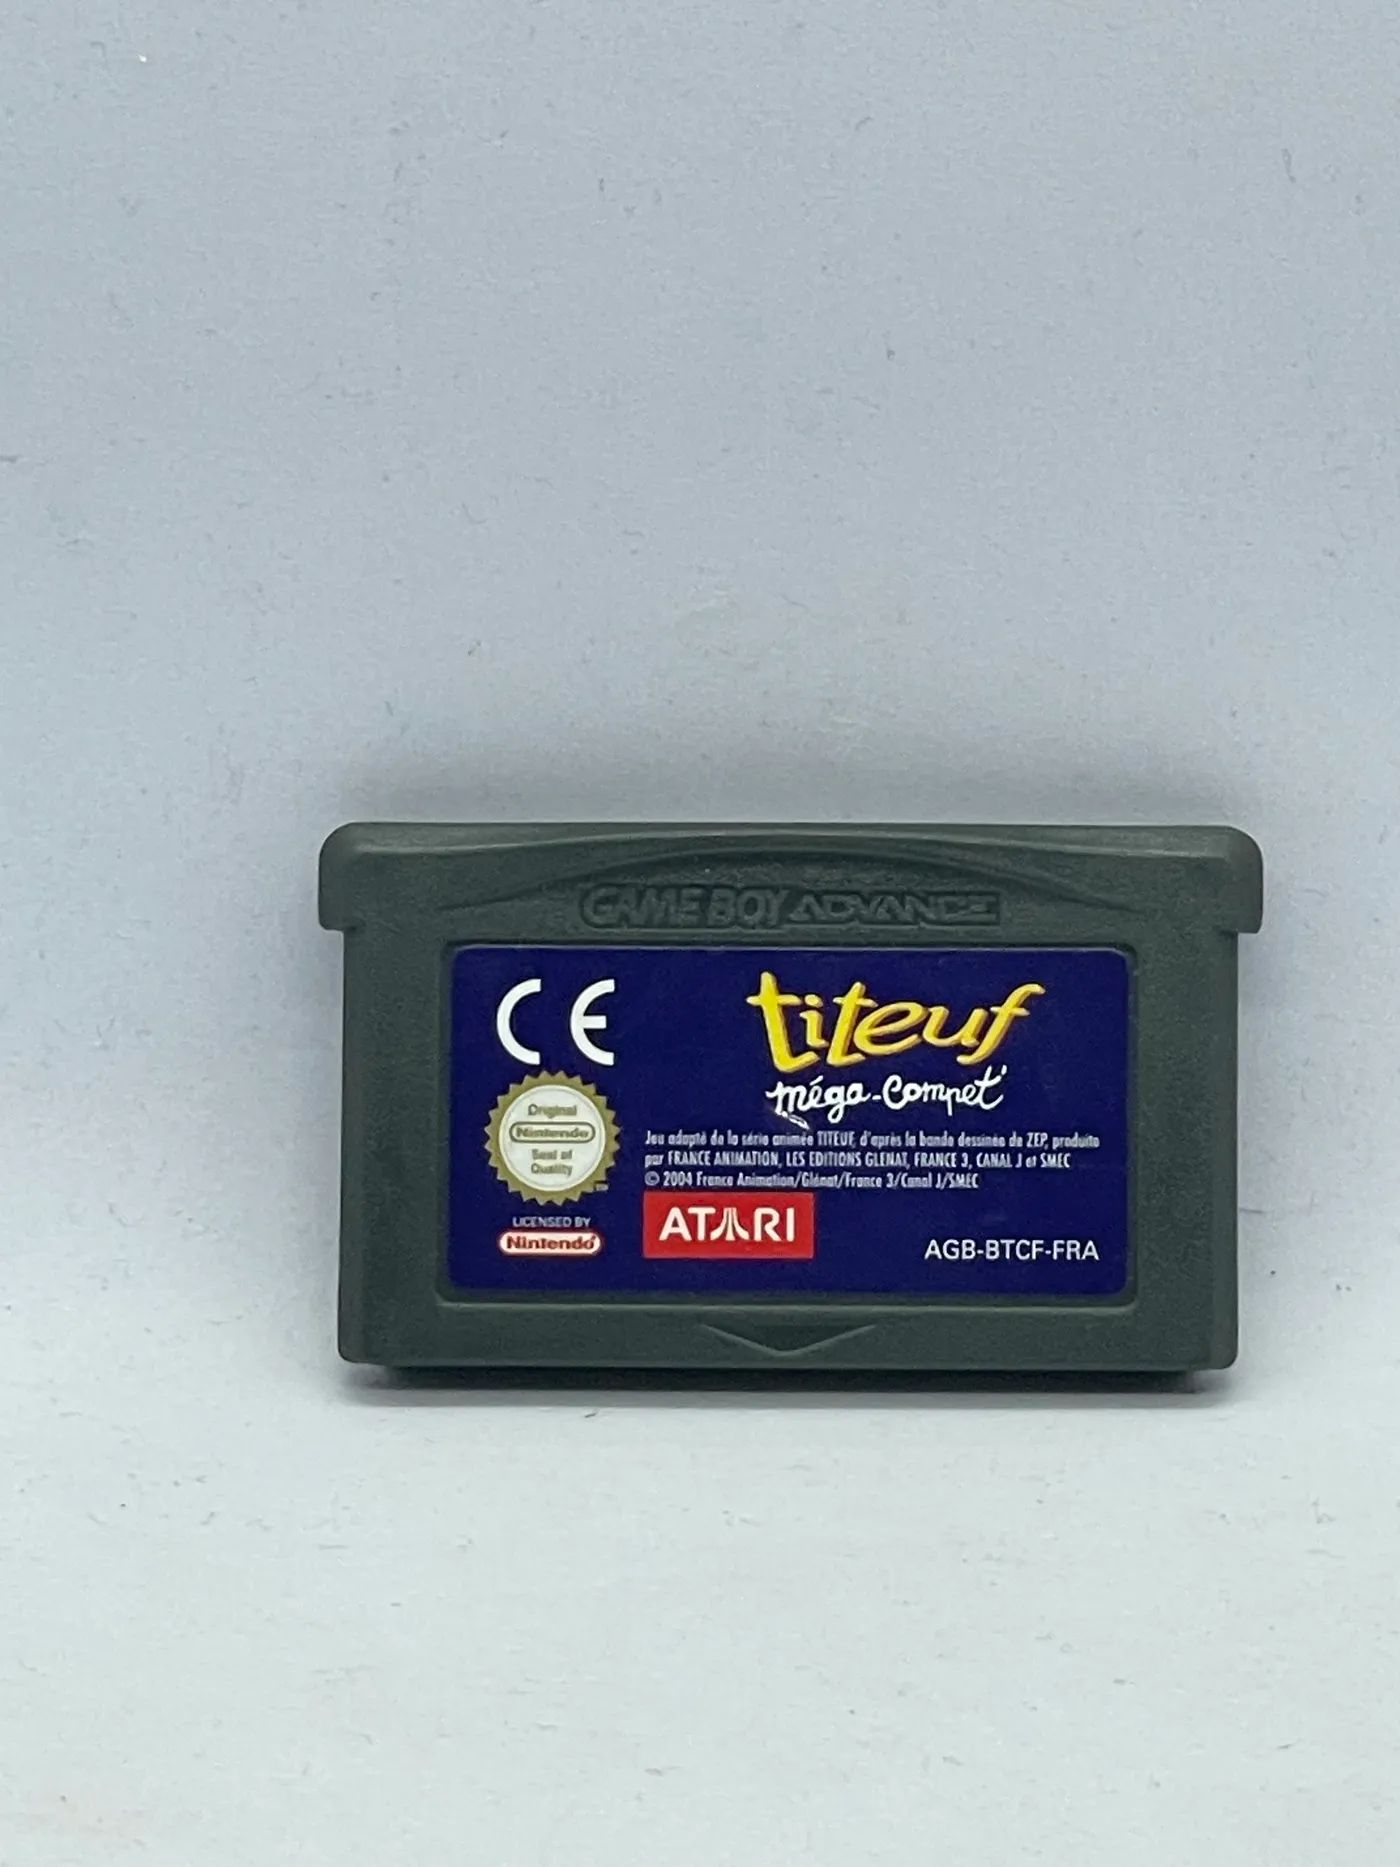 GAME BOY ADVANCE
CE
titeuf
méga-compet'
Original
Nintendo
Seal of
Quality
TM
Jeu adapté de la série animée TITEUF, d'après la bande dessinée de ZEP, produite
par FRANCE ANIMATION, LES EDITIONS GLENAT, FRANCE 3, CANAL J et SMEC
© 2004 France Animation/Glénat/France 3/Canal J/SMEC
LICENSED BY
Nintendo
ATARI
AGB-BTCF-FRA